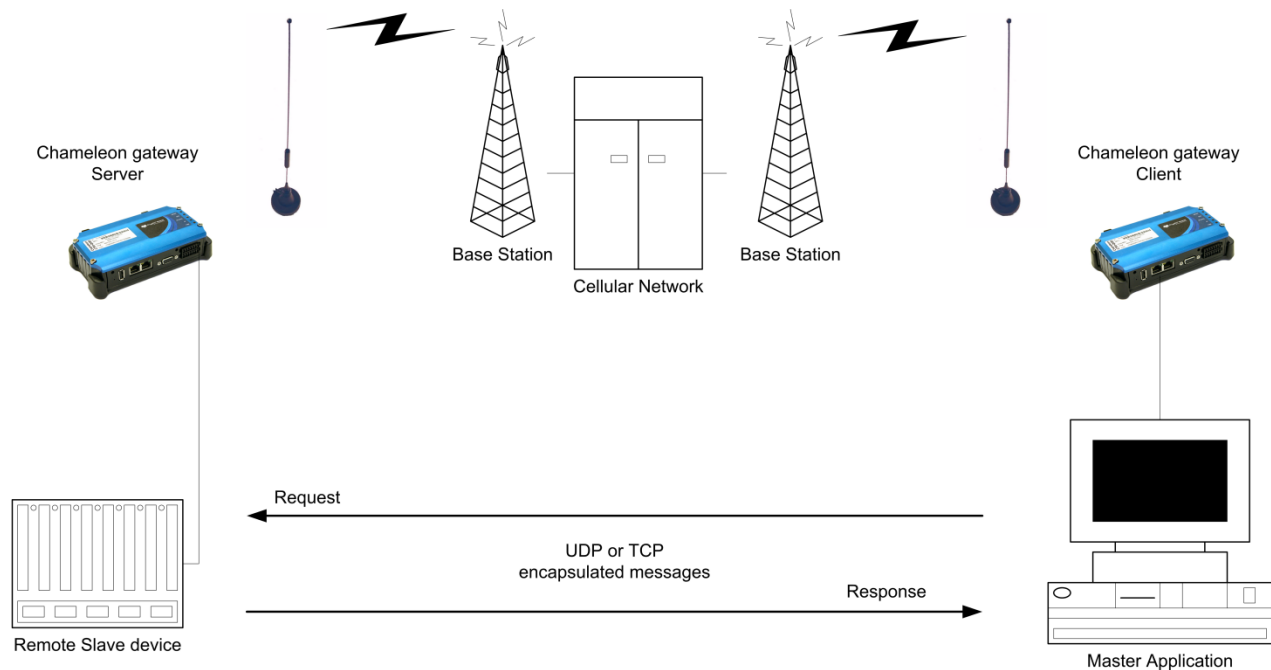 Chameleon gateway
Server
Chameleon gateway
Client
Base Station
Base Station
Cellular Network
Request
UDP or TCP
encapsulated messages
Response
Remote Slave device
Master Application